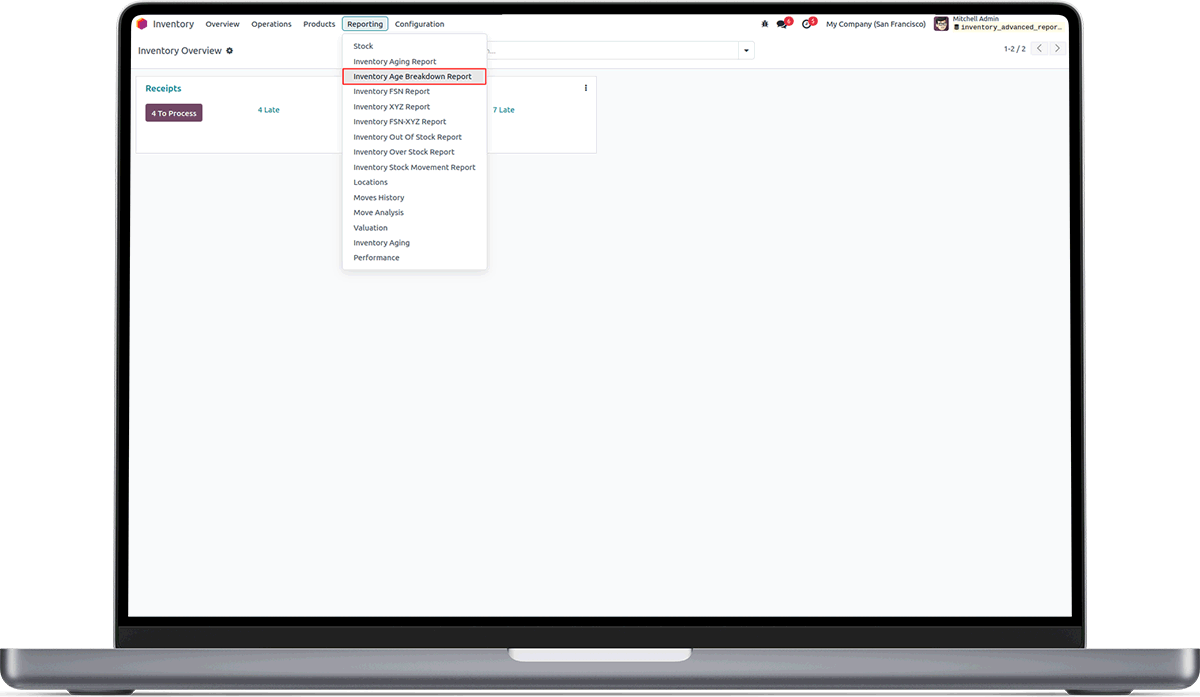 Inventory Overview Operations Products Reporting Configuration
6 5 My Company (San Francisco) Mitchell Admin
inventory_advanced_repor...
Inventory Overview
1-2 / 2
Stock
Inventory Aging Report
Inventory Age Breakdown Report
Inventory FSN Report
Inventory XYZ Report
Inventory FSN-XYZ Report
Inventory Out Of Stock Report
Inventory Over Stock Report
Inventory Stock Movement Report
Locations
Moves History
Move Analysis
Valuation
Inventory Aging
Performance
Receipts
4 To Process
4 Late
7 Late